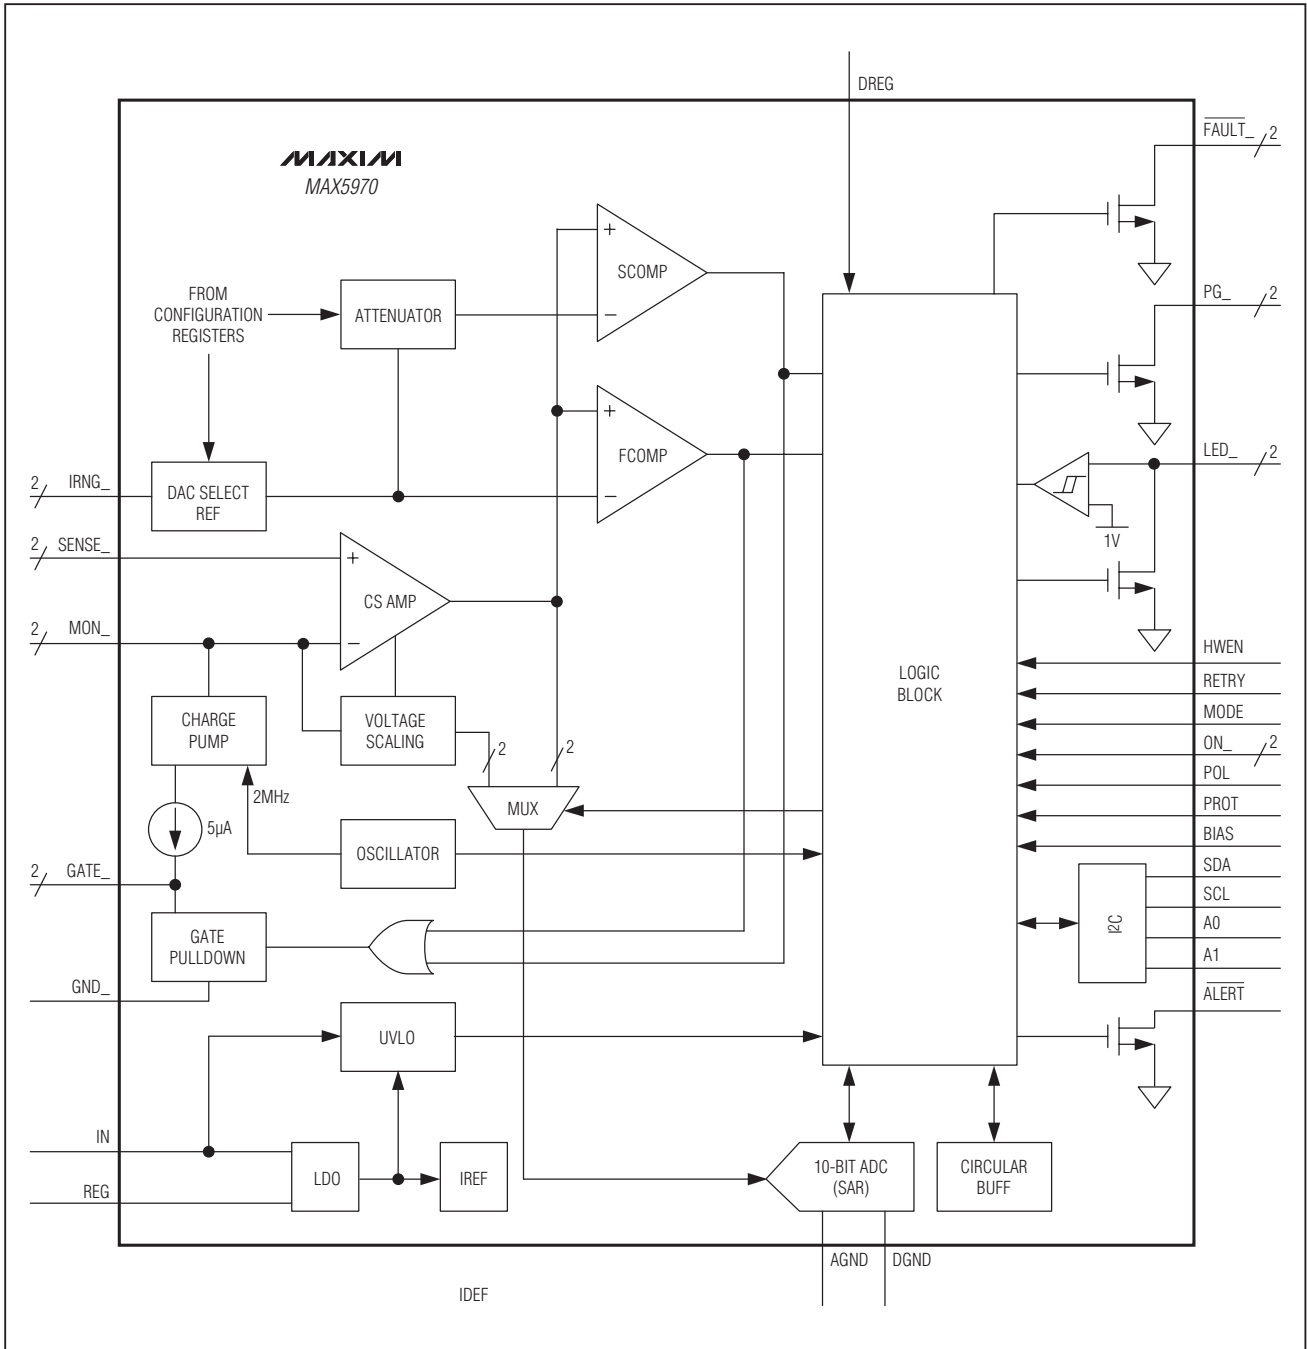 DREG
FAULT_ 2
MAXIM
MAX5970
+
SCOMP
−
FROM
CONFIGURATION
REGISTERS
ATTENUATOR
PG_ 2
+
FCOMP
−
LED_ 2
2 IRNG_
DAC SELECT
REF
1V
2 SENSE_
+
CS AMP
−
2 MON_
HWEN
LOGIC
BLOCK
RETRY
CHARGE
PUMP
VOLTAGE
SCALING
MODE
2
2
ON_ 2
POL
2MHz
MUX
PROT
5µA
BIAS
OSCILLATOR
SDA
2 GATE_
SCL
I2C
A0
GATE
PULLDOWN
A1
GND_
ALERT
UVLO
IN
LDO
IREF
10-BIT ADC
(SAR)
CIRCULAR
BUFF
REG
AGND
DGND
IDEF